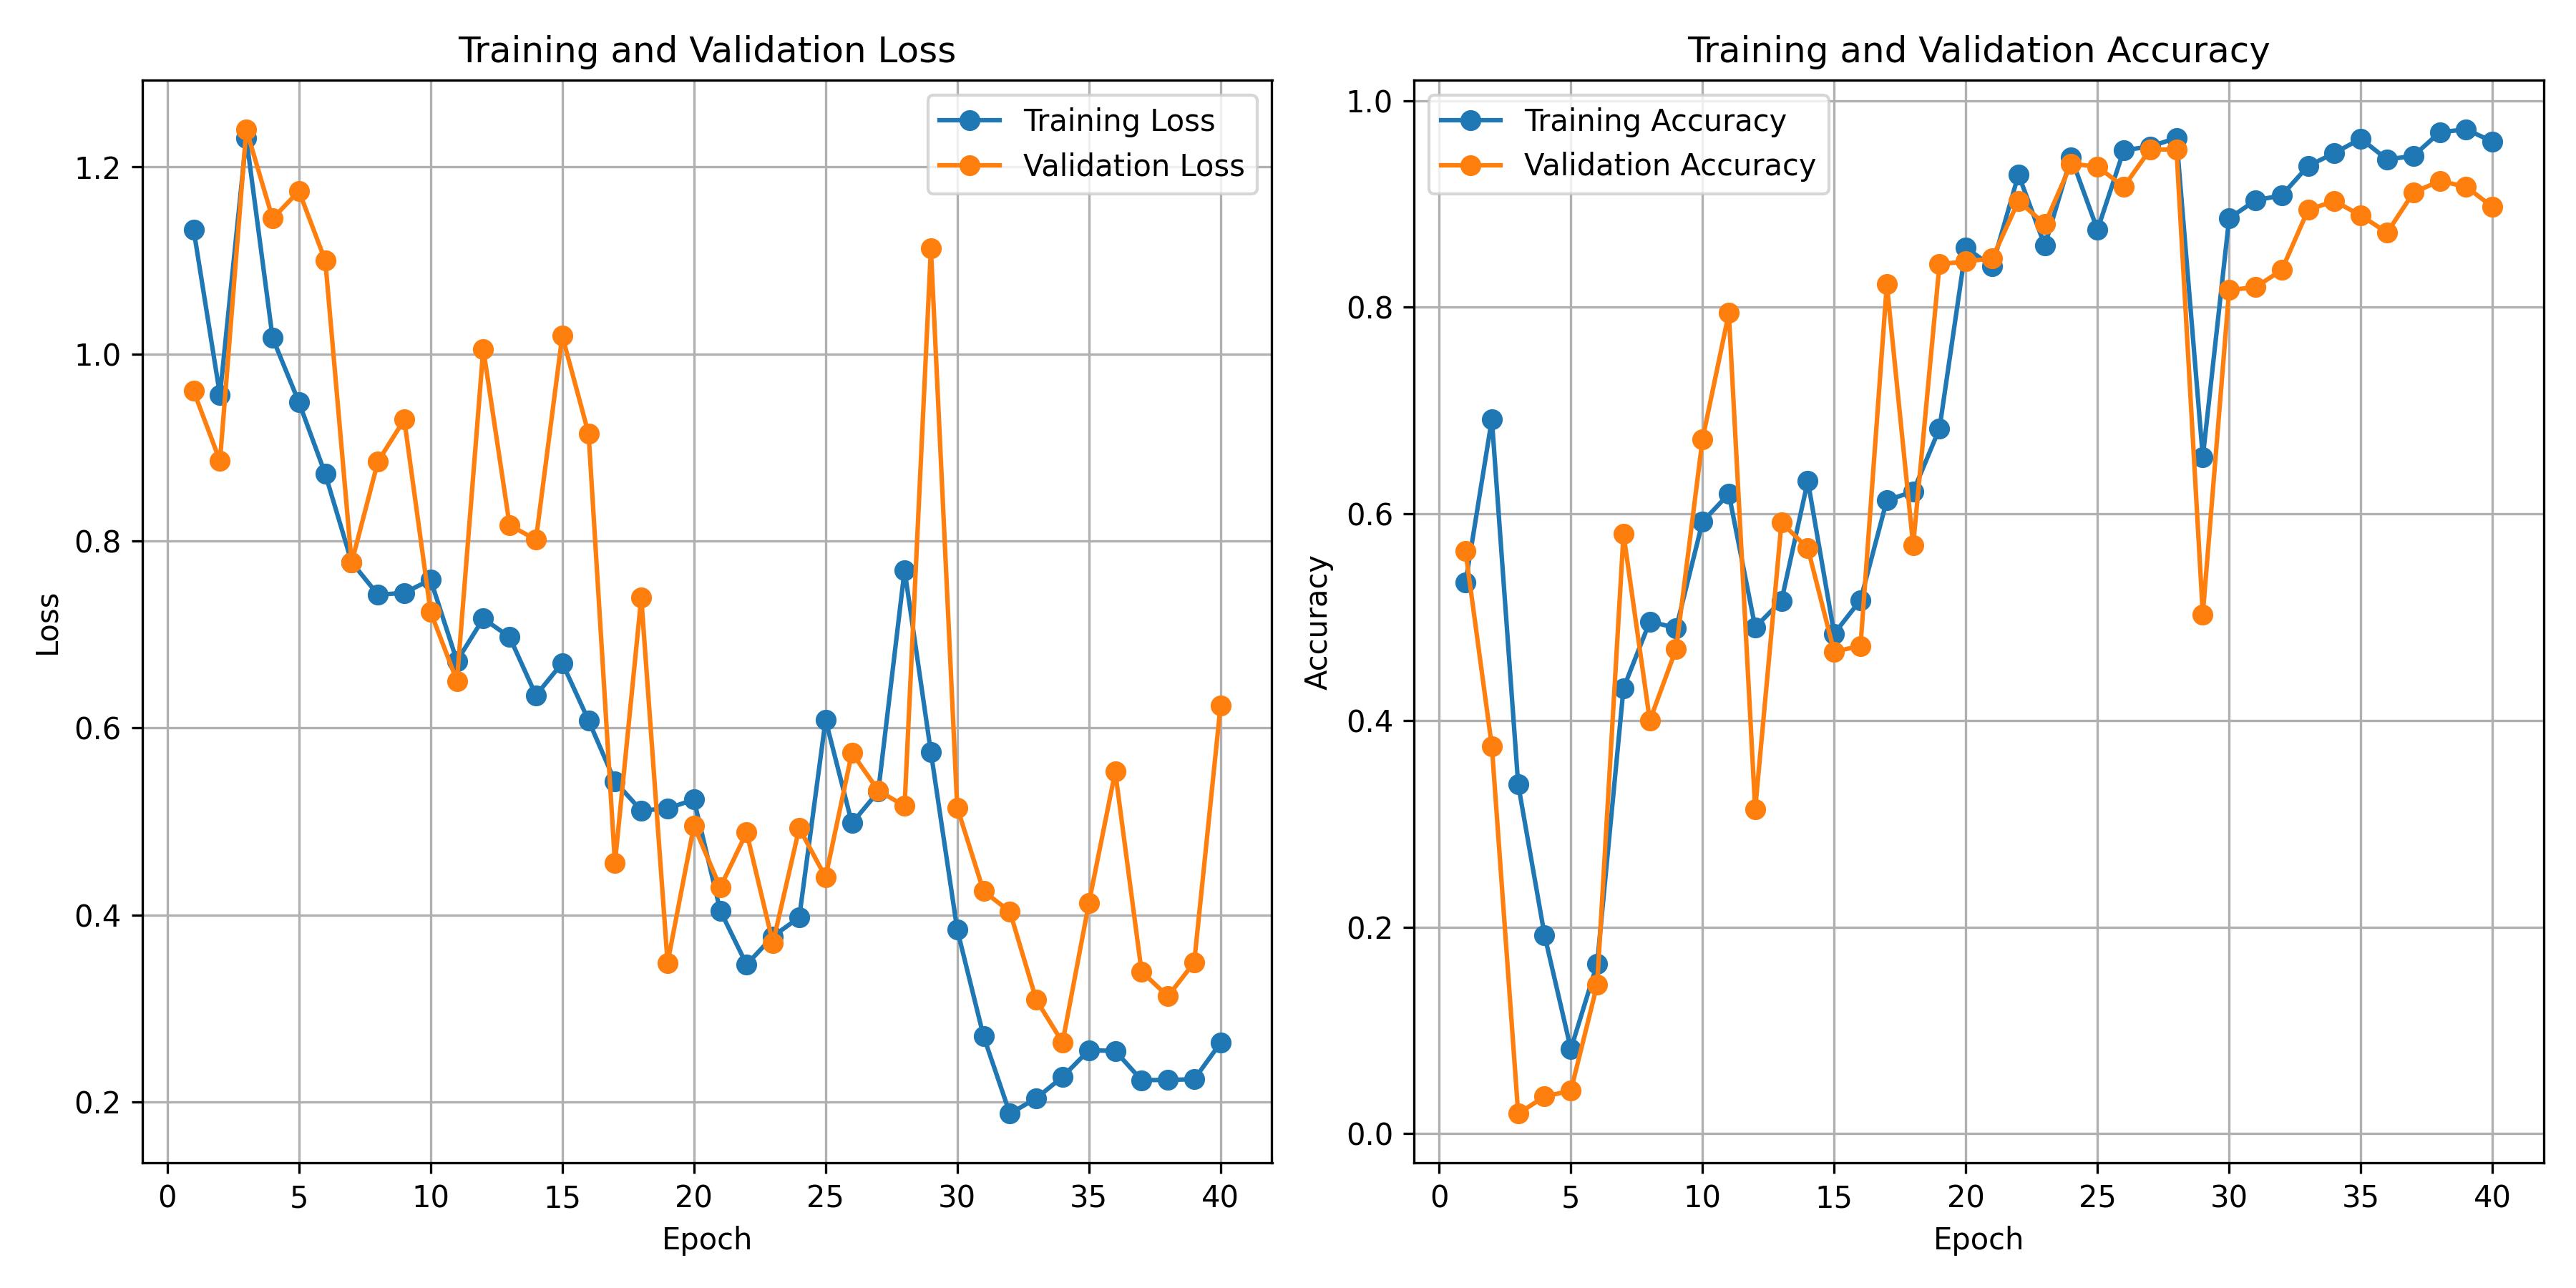 Training and Validation Loss
Training Loss
Validation Loss
1.2
1.0
0.8
0.6
0.4
0.2
Loss
0 5 10 15 20 25 30 35 40
Epoch
Training and Validation Accuracy
Training Accuracy
Validation Accuracy
1.0
0.8
0.6
0.4
0.2
0.0
Accuracy
0 5 10 15 20 25 30 35 40
Epoch